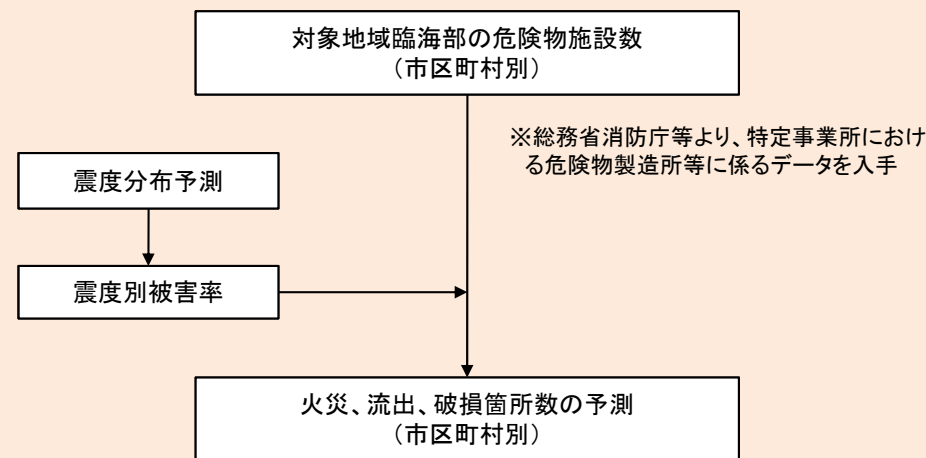 対象地域臨海部の危険物施設数
（市区町村別）
※総務省消防庁等より、特定事業所におけ
る危険物製造所等に係るデータを入手
震度分布予測
震度別被害率
火災、流出、破損箇所数の予測
（市区町村別）